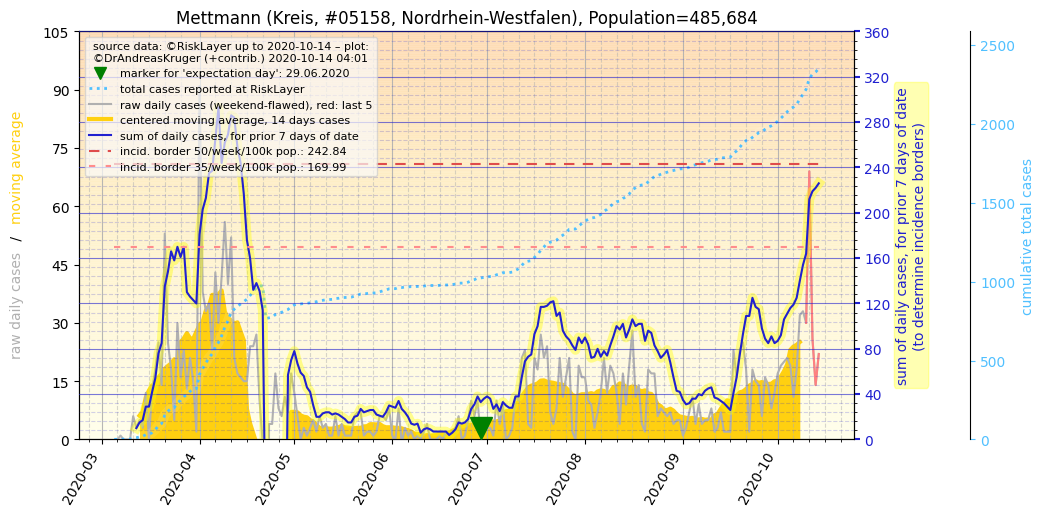 Mettmann (Kreis, #05158, Nordrhein-Westfalen), Population=485,684
source data: ©RiskLayer up to 2020-10-14 – plot:
©DrAndreasKruger (+contrib.) 2020-10-14 04:01
marker for 'expectation day': 29.06.2020
total cases reported at RiskLayer
raw daily cases (weekend-flawed), red: last 5
centered moving average, 14 days cases
sum of daily cases, for prior 7 days of date
incid. border 50/week/100k pop.: 242.84
incid. border 35/week/100k pop.: 169.99
raw daily cases / moving average
105
90
75
60
45
30
15
0
360
320
280
240
200
160
120
80
40
0
sum of daily cases, for prior 7 days of date
(to determine incidence borders)
2500
2000
1500
1000
500
0
cumulative total cases
2020-03
2020-04
2020-05
2020-06
2020-07
2020-08
2020-09
2020-10